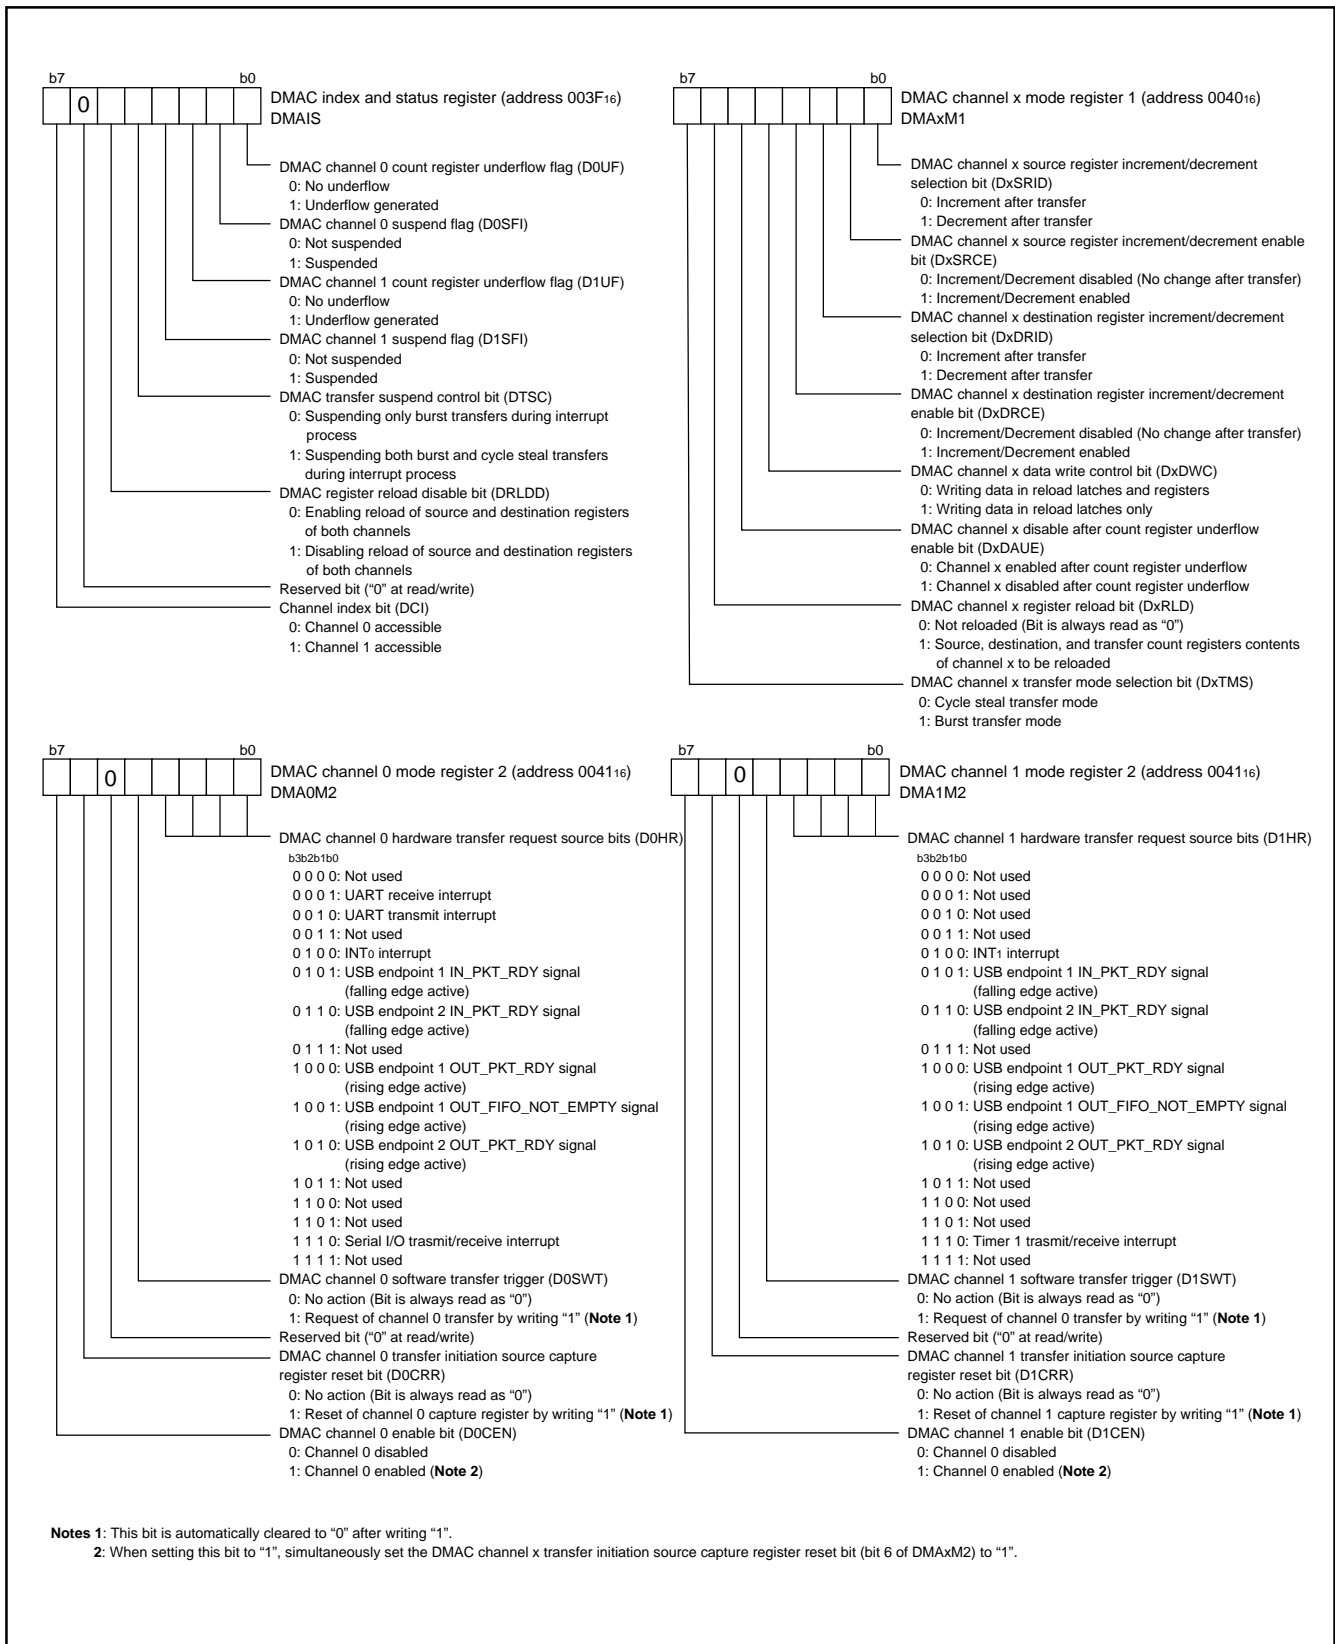 b7 b0
0
DMAC index and status register (address 003F16)
DMAIS
DMAC channel 0 count register underflow flag (D0UF)
0: No underflow
1: Underflow generated
DMAC channel 0 suspend flag (D0SFI)
0: Not suspended
1: Suspended
DMAC channel 1 count register underflow flag (D1UF)
0: No underflow
1: Underflow generated
DMAC channel 1 suspend flag (D1SFI)
0: Not suspended
1: Suspended
DMAC transfer suspend control bit (DTSC)
0: Suspending only burst transfers during interrupt
process
1: Suspending both burst and cycle steal transfers
during interrupt process
DMAC register reload disable bit (DRLDD)
0: Enabling reload of source and destination registers
of both channels
1: Disabling reload of source and destination registers
of both channels
Reserved bit (“0” at read/write)
Channel index bit (DCI)
0: Channel 0 accessible
1: Channel 1 accessible
b7 b0
DMAC channel x mode register 1 (address 004016)
DMAxM1
DMAC channel x source register increment/decrement
selection bit (DxSRID)
0: Increment after transfer
1: Decrement after transfer
DMAC channel x source register increment/decrement enable
bit (DxSRCE)
0: Increment/Decrement disabled (No change after transfer)
1: Increment/Decrement enabled
DMAC channel x destination register increment/decrement
selection bit (DxDRID)
0: Increment after transfer
1: Decrement after transfer
DMAC channel x destination register increment/decrement
enable bit (DxDRCE)
0: Increment/Decrement disabled (No change after transfer)
1: Increment/Decrement enabled
DMAC channel x data write control bit (DxDWC)
0: Writing data in reload latches and registers
1: Writing data in reload latches only
DMAC channel x disable after count register underflow
enable bit (DxDAUE)
0: Channel x enabled after count register underflow
1: Channel x disabled after count register underflow
DMAC channel x register reload bit (DxRLD)
0: Not reloaded (Bit is always read as “0”)
1: Source, destination, and transfer count registers contents
of channel x to be reloaded
DMAC channel x transfer mode selection bit (DxTMS)
0: Cycle steal transfer mode
1: Burst transfer mode
b7 b0
0
DMAC channel 0 mode register 2 (address 004116)
DMA0M2
DMAC channel 0 hardware transfer request source bits (D0HR)
b3b2b1b0
0 0 0 0: Not used
0 0 0 1: UART receive interrupt
0 0 1 0: UART transmit interrupt
0 0 1 1: Not used
0 1 0 0: INT0 interrupt
0 1 0 1: USB endpoint 1 IN_PKT_RDY signal
(falling edge active)
0 1 1 0: USB endpoint 2 IN_PKT_RDY signal
(falling edge active)
0 1 1 1: Not used
1 0 0 0: USB endpoint 1 OUT_PKT_RDY signal
(rising edge active)
1 0 0 1: USB endpoint 1 OUT_FIFO_NOT_EMPTY signal
(rising edge active)
1 0 1 0: USB endpoint 2 OUT_PKT_RDY signal
(rising edge active)
1 0 1 1: Not used
1 1 0 0: Not used
1 1 0 1: Not used
1 1 1 0: Serial I/O trasmit/receive interrupt
1 1 1 1: Not used
DMAC channel 0 software transfer trigger (D0SWT)
0: No action (Bit is always read as “0”)
1: Request of channel 0 transfer by writing “1” (Note 1)
Reserved bit (“0” at read/write)
DMAC channel 0 transfer initiation source capture
register reset bit (D0CRR)
0: No action (Bit is always read as “0”)
1: Reset of channel 0 capture register by writing “1” (Note 1)
DMAC channel 0 enable bit (D0CEN)
0: Channel 0 disabled
1: Channel 0 enabled (Note 2)
b7 b0
0
DMAC channel 1 mode register 2 (address 004116)
DMA1M2
DMAC channel 1 hardware transfer request source bits (D1HR)
b3b2b1b0
0 0 0 0: Not used
0 0 0 1: Not used
0 0 1 0: Not used
0 0 1 1: Not used
0 1 0 0: INT1 interrupt
0 1 0 1: USB endpoint 1 IN_PKT_RDY signal
(falling edge active)
0 1 1 0: USB endpoint 2 IN_PKT_RDY signal
(falling edge active)
0 1 1 1: Not used
1 0 0 0: USB endpoint 1 OUT_PKT_RDY signal
(rising edge active)
1 0 0 1: USB endpoint 1 OUT_FIFO_NOT_EMPTY signal
(rising edge active)
1 0 1 0: USB endpoint 2 OUT_PKT_RDY signal
(rising edge active)
1 0 1 1: Not used
1 1 0 0: Not used
1 1 0 1: Not used
1 1 1 0: Timer 1 trasmit/receive interrupt
1 1 1 1: Not used
DMAC channel 1 software transfer trigger (D1SWT)
0: No action (Bit is always read as “0”)
1: Request of channel 0 transfer by writing “1” (Note 1)
Reserved bit (“0” at read/write)
DMAC channel 1 transfer initiation source capture
register reset bit (D1CRR)
0: No action (Bit is always read as “0”)
1: Reset of channel 1 capture register by writing “1” (Note 1)
DMAC channel 1 enable bit (D1CEN)
0: Channel 0 disabled
1: Channel 0 enabled (Note 2)
Notes 1: This bit is automatically cleared to “0” after writing “1”.
2: When setting this bit to “1”, simultaneously set the DMAC channel x transfer initiation source capture register reset bit (bit 6 of DMAxM2) to “1”.